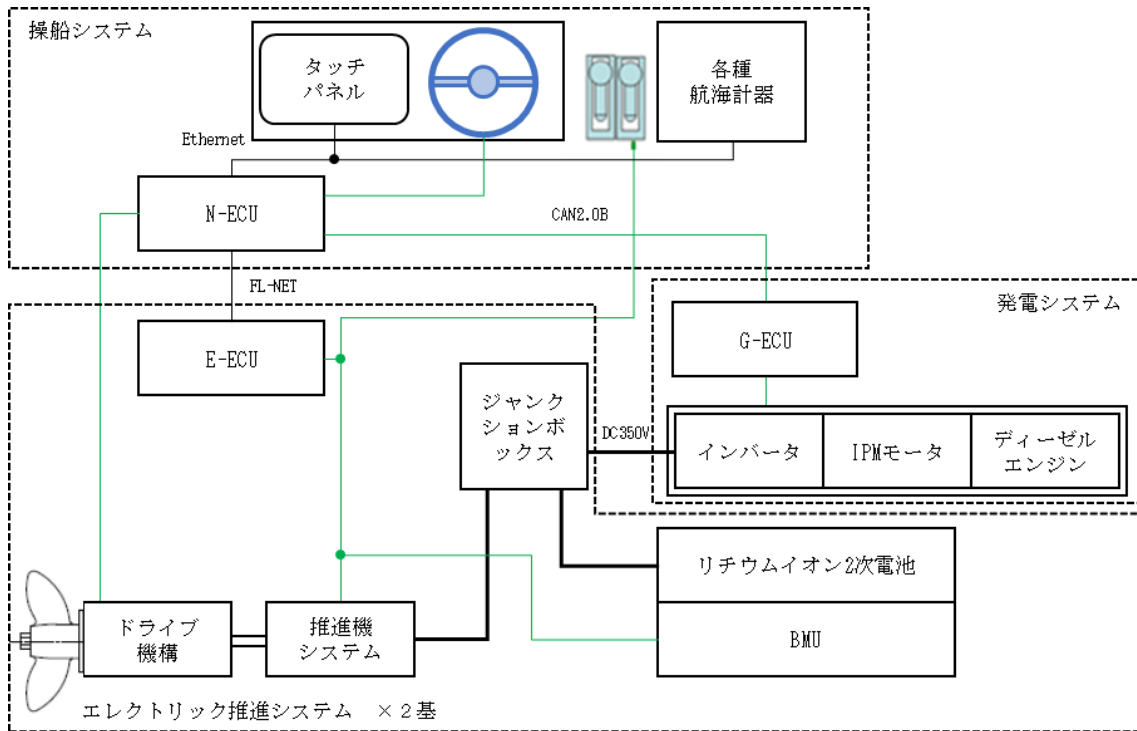 操船システム
タッチ
パネル
各種
航海計器
Ethernet
N-ECU
CAN2.0B
FL-NET
発電システム
E-ECU
G-ECU
ジャンク
ションボ
ックス
DC350V
インバータ
IPMモータ
ディーゼル
エンジン
リチウムイオン2次電池
ドライブ
機構
推進機
システム
BMU
エレクトリック推進システム ×2基